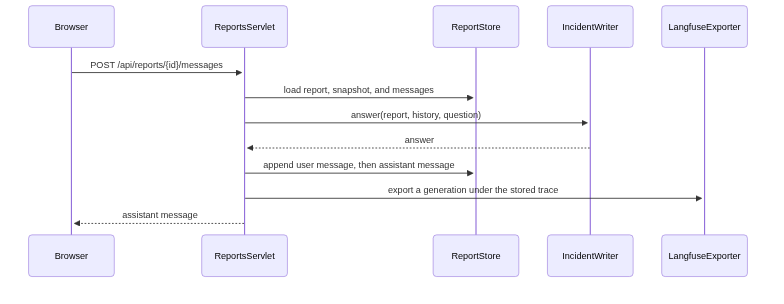 Browser
ReportsServlet
ReportStore
IncidentWriter
LangfuseExporter
POST /api/reports/{id}/messages
load report, snapshot, and messages
answer(report, history, question)
answer
append user message, then assistant message
export a generation under the stored trace
assistant message
Browser
ReportsServlet
ReportStore
IncidentWriter
LangfuseExporter